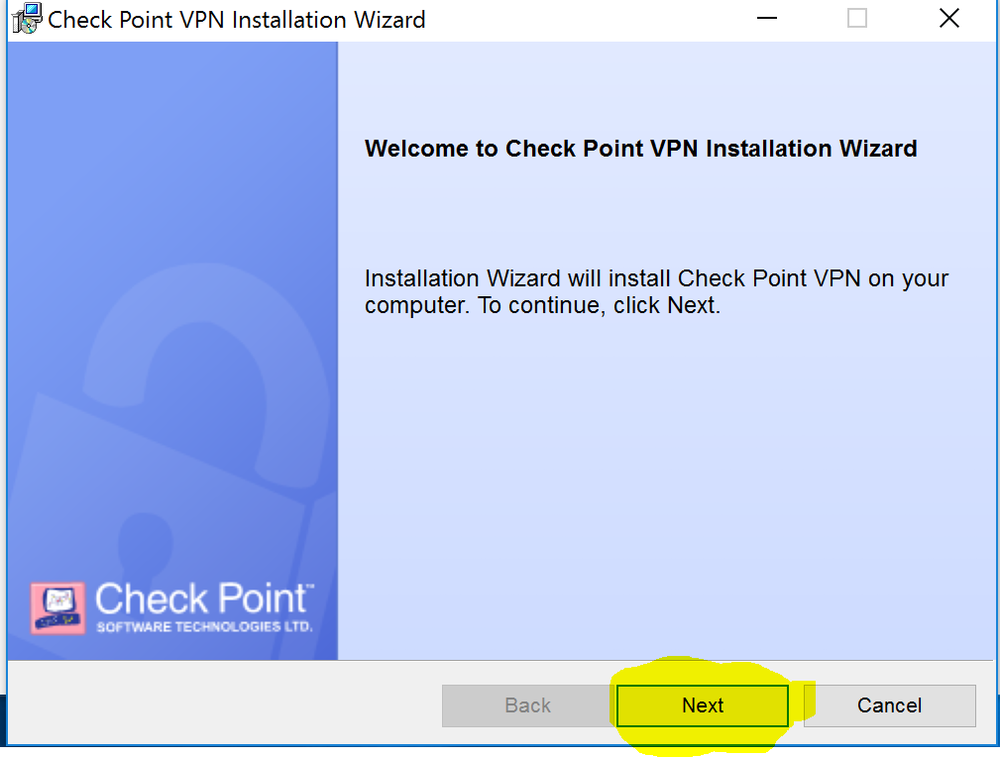 Check Point VPN Installation Wizard
Welcome to Check Point VPN Installation Wizard
Installation Wizard will install Check Point VPN on your
computer. To continue, click Next.
Check Point™
SOFTWARE TECHNOLOGIES LTD.
Back Next Cancel